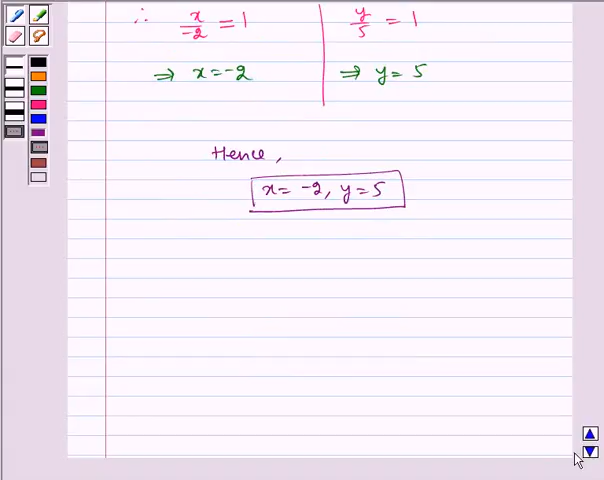 ∴ x/-2 = 1 | y/5 = 1
⇒ x = -2 | ⇒ y = 5
Hence,
x = -2, y = 5